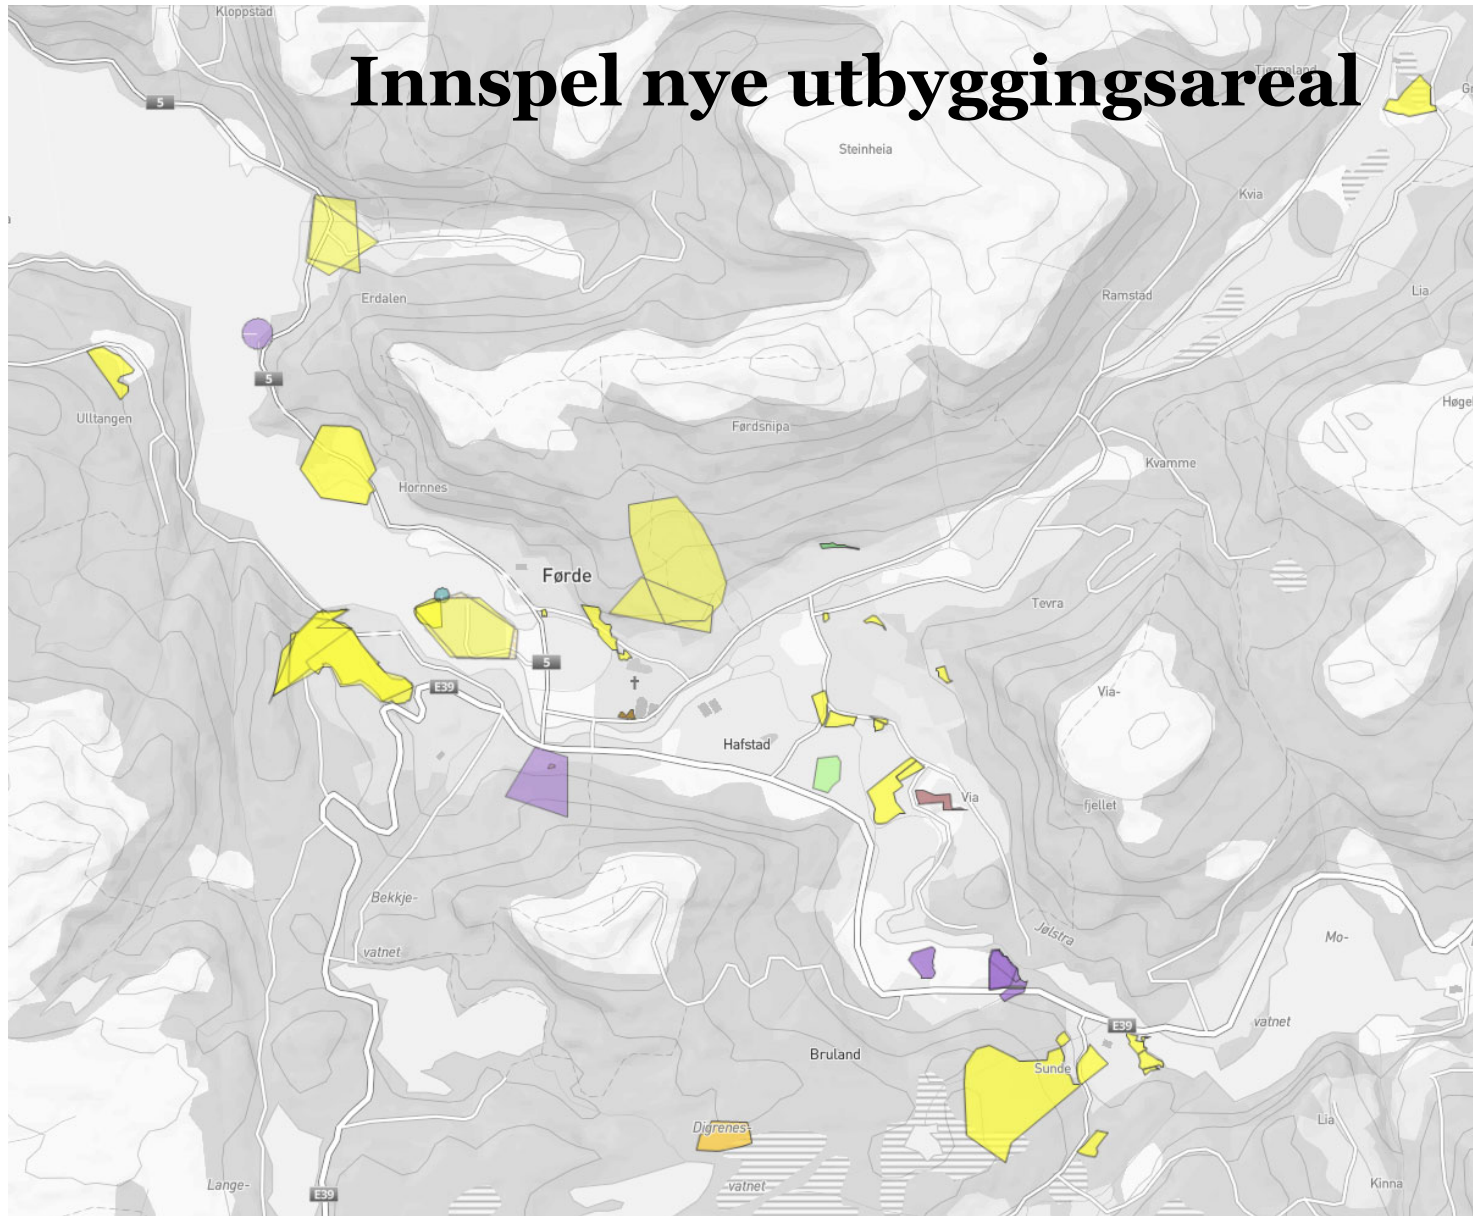 Kloppstad
Innspel nye utbyggingsareal
Tjørnaland
5
Steinheia
Kvia
Erdalen
Ramstad
Lia
5
Ulltangen
Førdsnipa
Kvamme
Hornnes
Førde
Tevra
5
E39
Via-
Hafstad
Via
fjellet
Bekkje-
vatnet
Jølstra
Mo-
vatnet
E39
Bruland
Sunde
Digrenes-
Lia
vatnet
Lange-
E39
Kinna